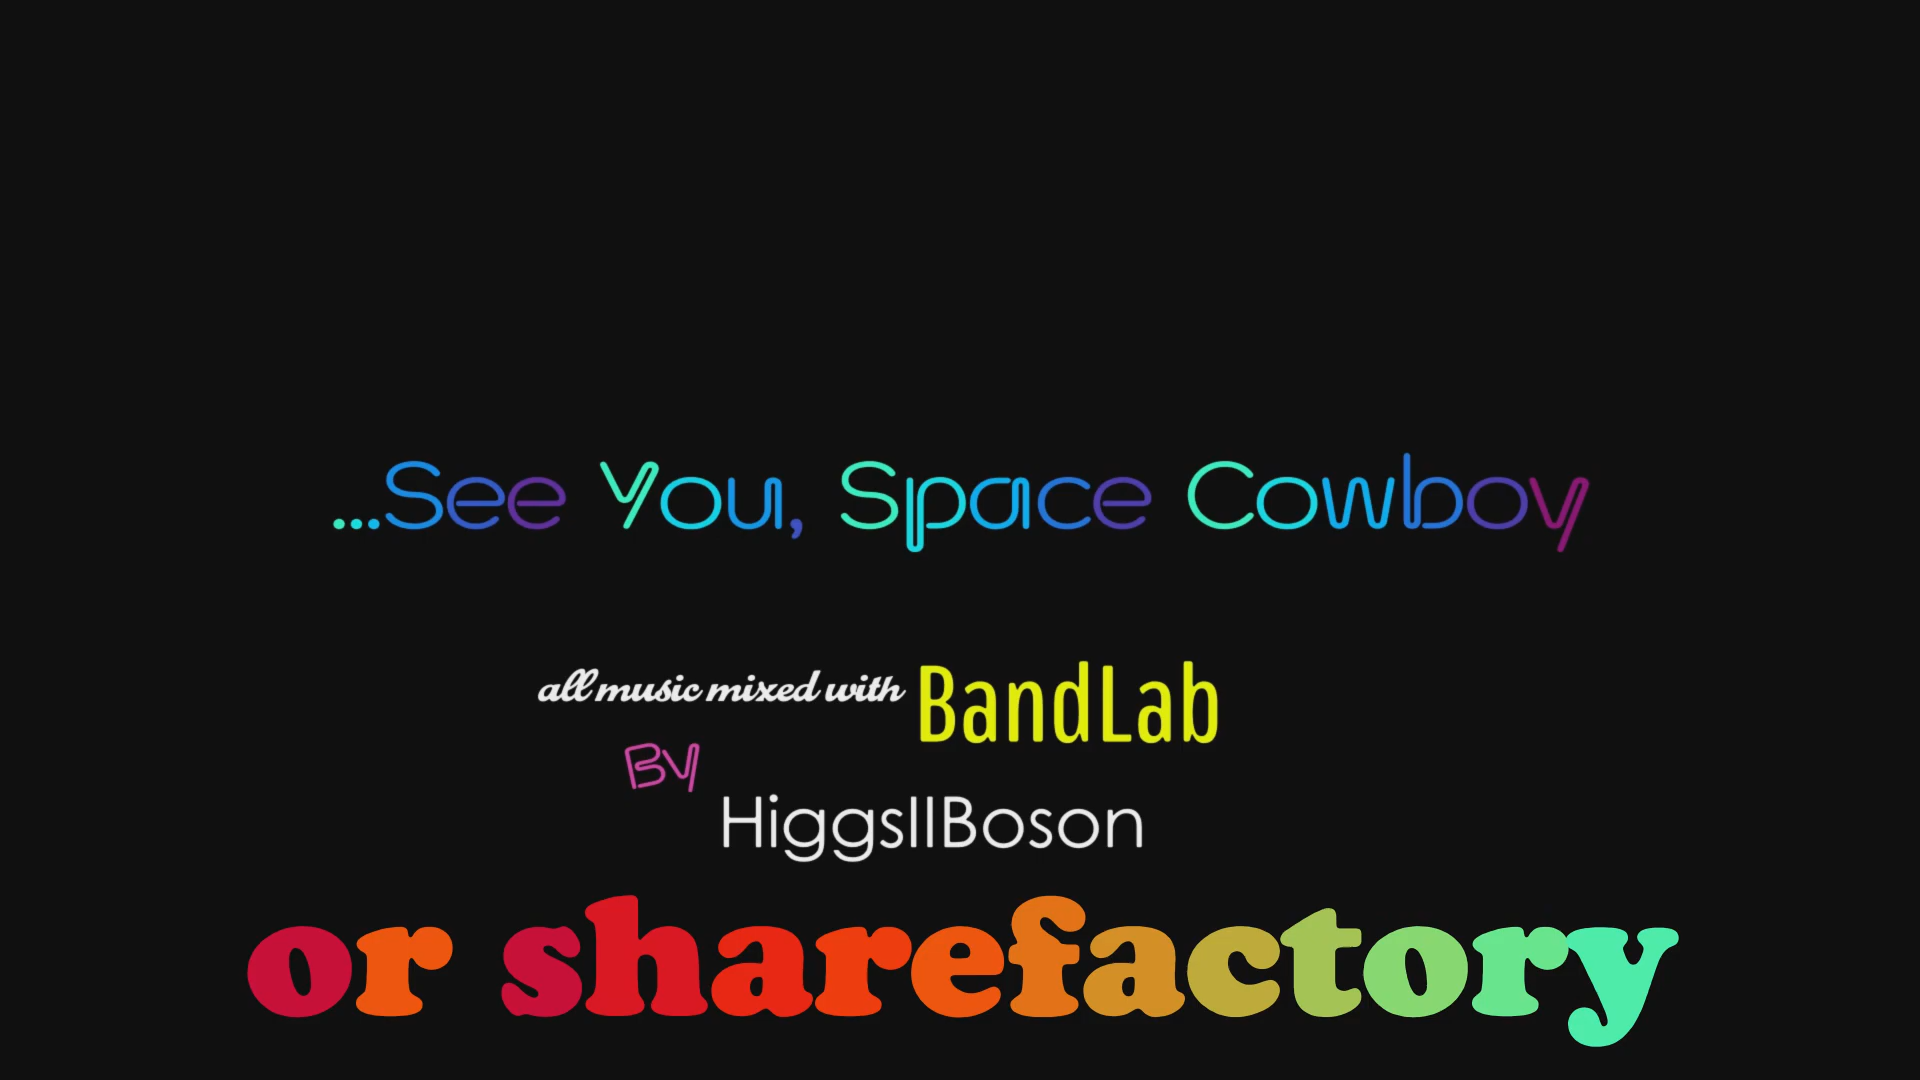 ...See You, Space Cowboy
all music mixed with BandLab
By
HiggsIIBoson
or sharefactory